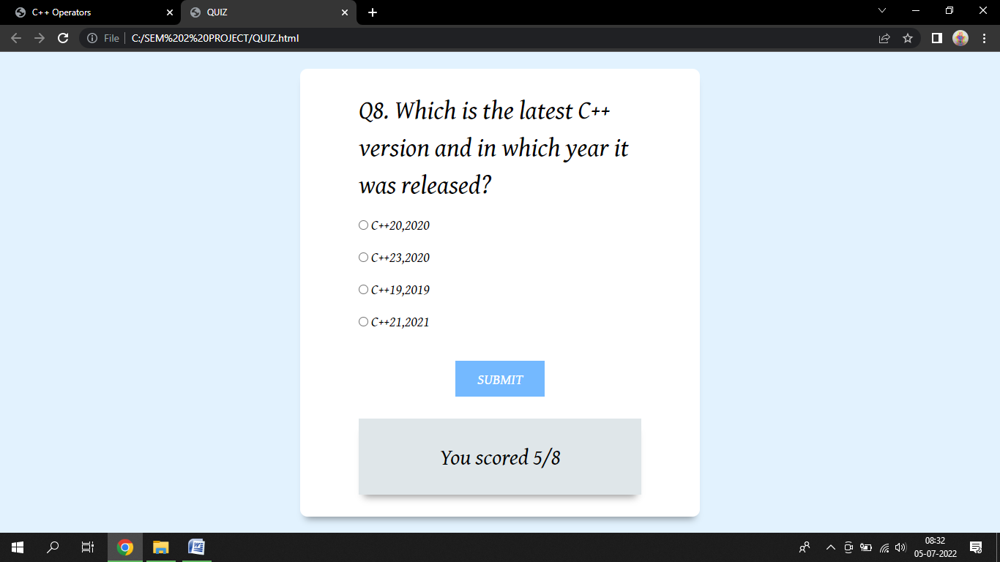 C++ Operators
QUIZ
File
C:/SEM%202%20PROJECT/QUIZ.html
Q8. Which is the latest C++
version and in which year it
was released?
C++20,2020
C++23,2020
C++19,2019
C++21,2021
SUBMIT
You scored 5/8
08:32
05-07-2022